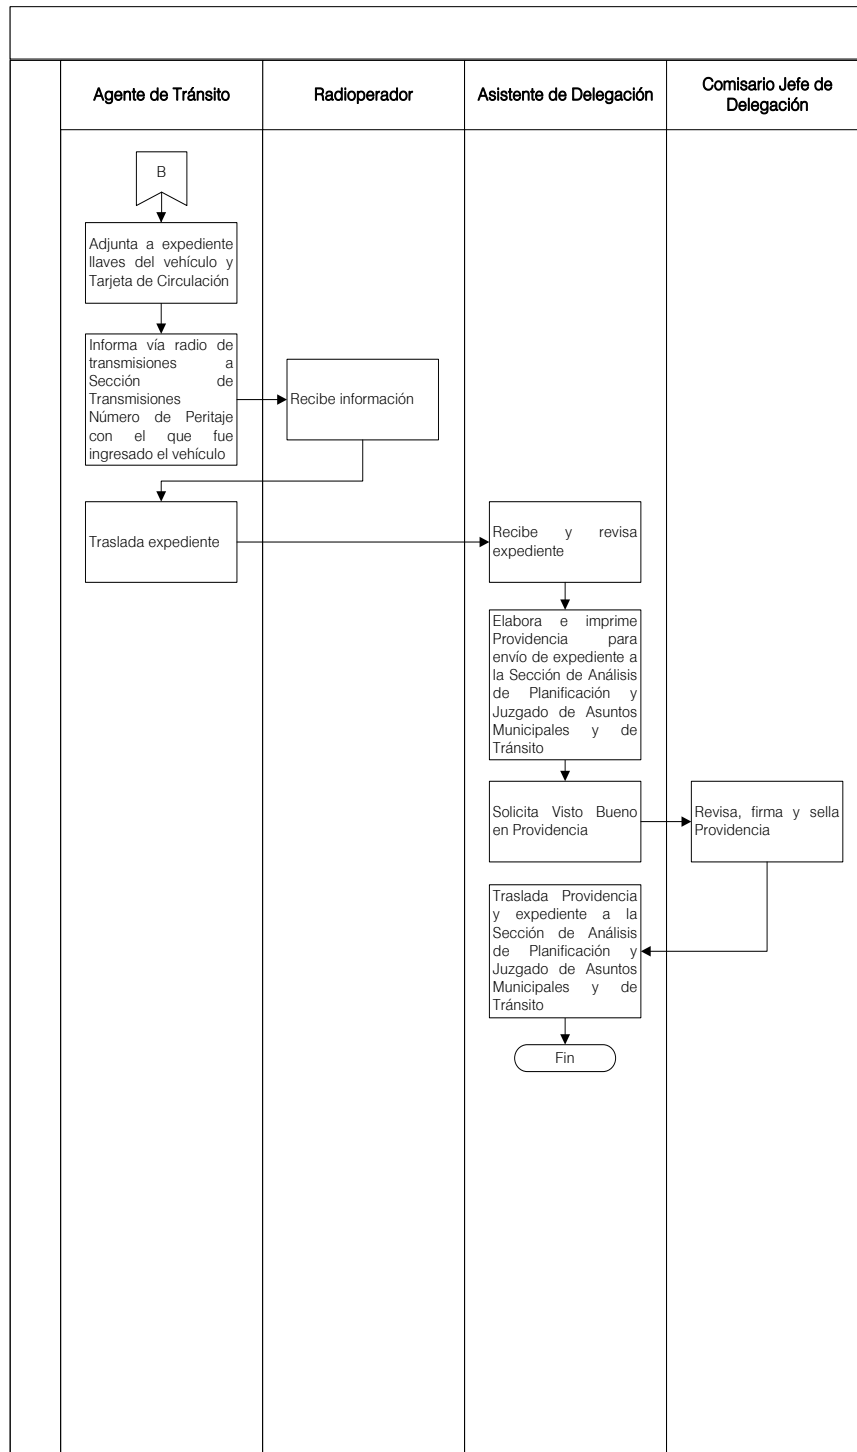 Agente de Tránsito
Radioperador
Asistente de Delegación
Comisario Jefe de
Delegación
B
Adjunta a expediente
llaves del vehículo y
Tarjeta de Circulación
Informa vía radio de
transmisiones a
Sección de
Transmisiones
Número de Peritaje
con el que fue
ingresado el vehículo
Recibe información
Traslada expediente
Recibe y revisa
expediente
Elabora e imprime
Providencia para
envío de expediente a
la Sección de Análisis
de Planificación y
Juzgado de Asuntos
Municipales y de
Tránsito
Solicita Visto Bueno
en Providencia
Revisa, firma y sella
Providencia
Traslada Providencia
y expediente a la
Sección de Análisis
de Planificación y
Juzgado de Asuntos
Municipales y de
Tránsito
Fin